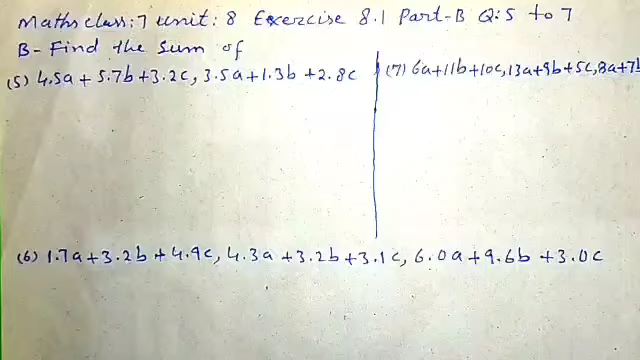 Maths class:7 unit: 8 Exercise 8.1 Part-B Q:5 to 7
B-Find the Sum of
(5) 4.5a + 5.7b + 3.2c, 3.5a + 1.3b + 2.8c
(7) 6a+11b+10c, 13a+9b+5c, 8a+7b
(6) 1.7a + 3.2b + 4.9c, 4.3a + 3.2b + 3.1c, 6.0a + 9.6b + 3.0c